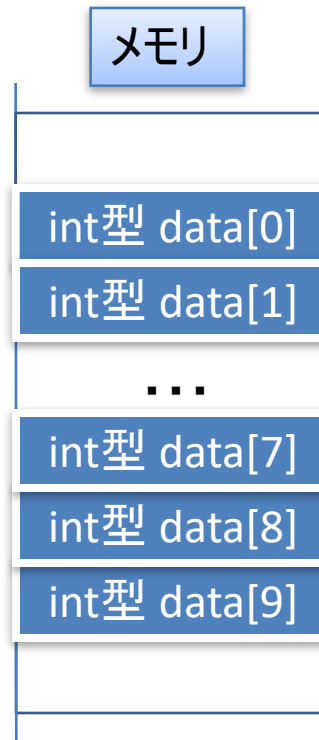 メモリ
int型 data[0]
int型 data[1]
...
int型 data[7]
int型 data[8]
int型 data[9]